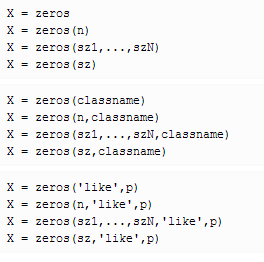 X = zeros
X = zeros(n)
X = zeros(sz1,...,szN)
X = zeros(sz)
X = zeros(classname)
X = zeros(n,classname)
X = zeros(sz1,...,szN,classname)
X = zeros(sz,classname)
X = zeros('like',p)
X = zeros(n,'like',p)
X = zeros(sz1,...,szN,'like',p)
X = zeros(sz,'like',p)